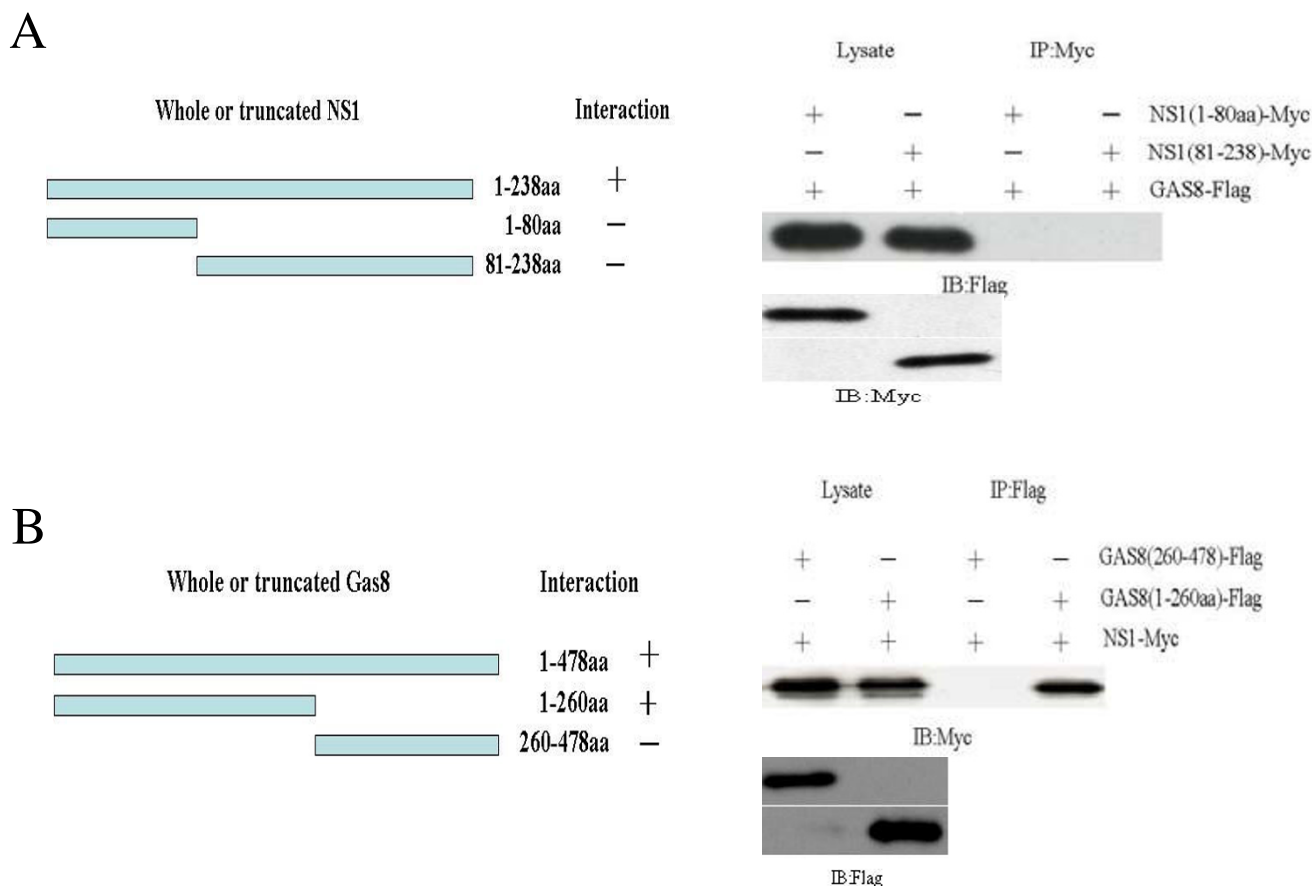 A
Whole or truncated NS1 Interaction
1-238aa +
1-80aa −
81-238aa −
Lysate IP:Myc
+ − + − NS1(1-80aa)-Myc
− + − + NS1(81-238)-Myc
+ + + + GAS8-Flag
IB:Flag
IB:Myc
B
Whole or truncated Gas8 Interaction
1-478aa +
1-260aa +
260-478aa −
Lysate IP:Flag
+ − + − GAS8(260-478)-Flag
− + − + GAS8(1-260aa)-Flag
+ + + + NS1-Myc
IB:Myc
IB:Flag